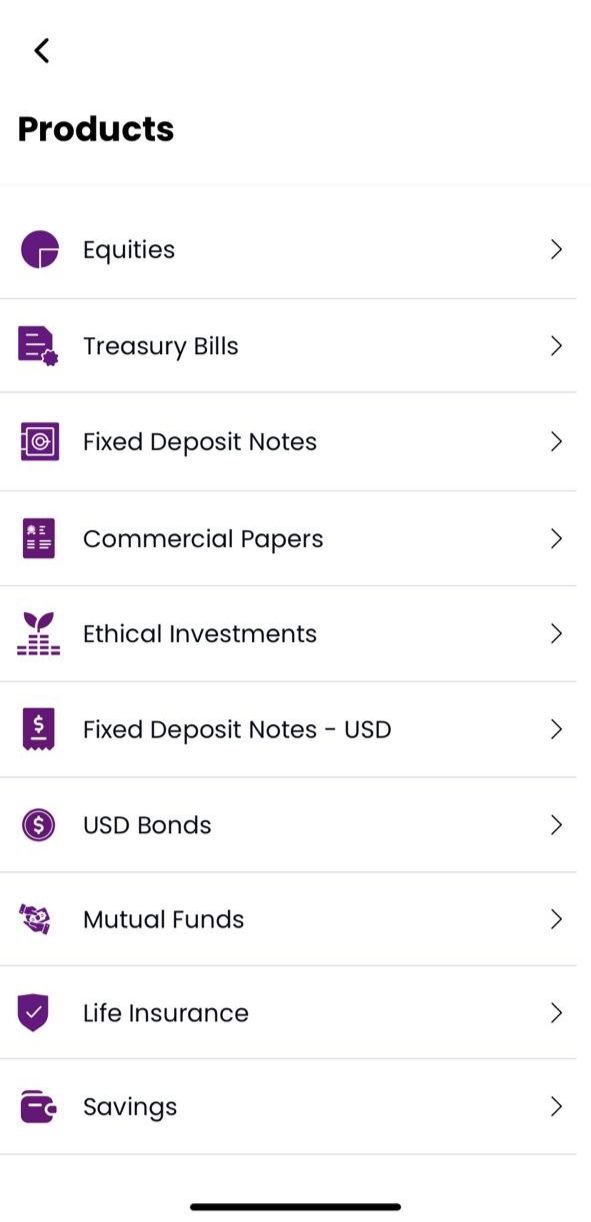 Products
Equities
Treasury Bills
Fixed Deposit Notes
Commercial Papers
Ethical Investments
Fixed Deposit Notes - USD
USD Bonds
Mutual Funds
Life Insurance
Savings